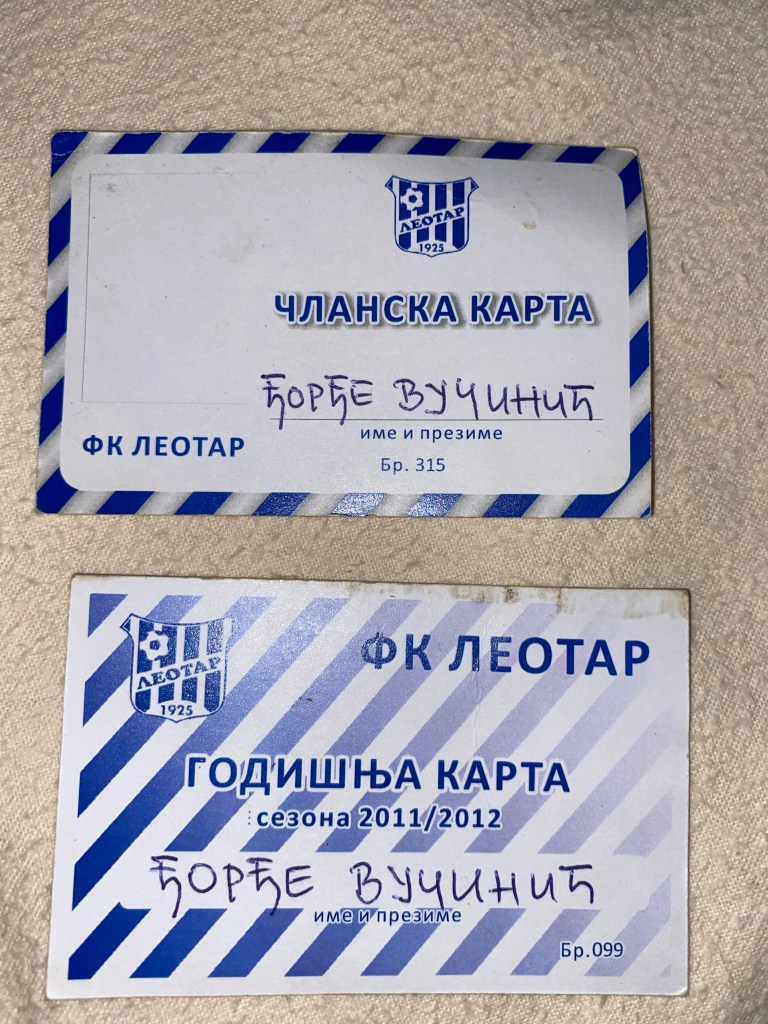 ЛЕОТАР
1925
ЧЛАНСКА КАРТА
ЂОРЂЕ ВУЧИНИЋ
име и презиме
ФК ЛЕОТАР
Бр. 315
ЛЕОТАР
1925
ФК ЛЕОТАР
ГОДИШЊА КАРТА
сезона 2011/2012
ЂОРЂЕ ВУЧИНИЋ
име и презиме
Бр.099